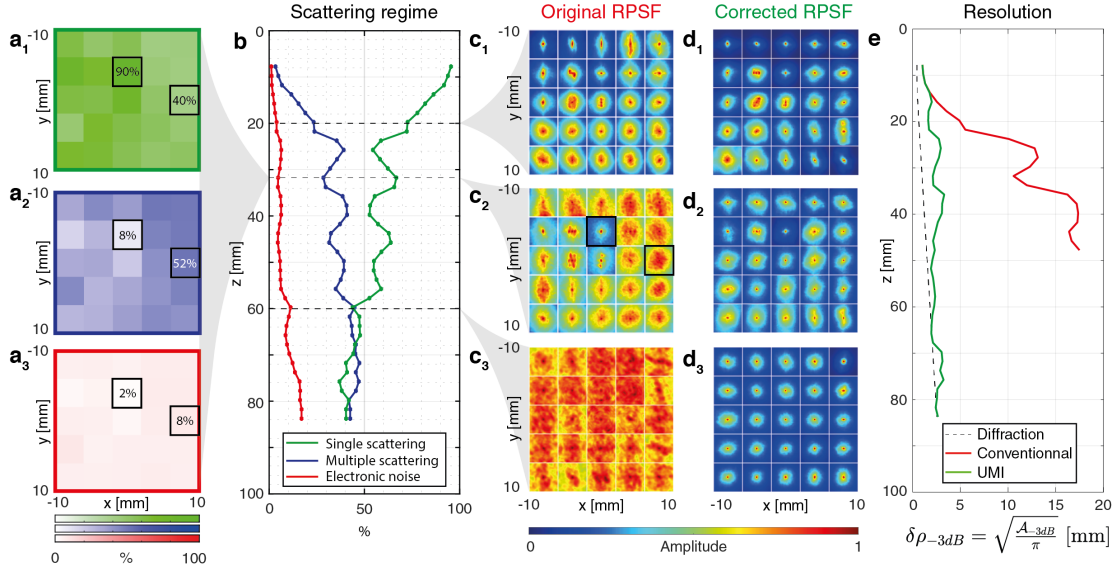 Scattering regime
Original RPSF
Corrected RPSF
Resolution
a1
-10
y [mm]
10
90%
40%
a2
-10
y [mm]
10
8%
52%
a3
-10
y [mm]
10
2%
8%
-10
x [mm]
10
0
%
100
b
0
20
40
60
80
100
z [mm]
0
50
100
%
Single scattering
Multiple scattering
Electronic noise
c1
-10
y [mm]
10
c2
-10
y [mm]
10
c3
-10
y [mm]
10
-10
x [mm]
10
d1
d2
d3
-10
x [mm]
10
0
Amplitude
1
e
0
20
40
60
80
100
z [mm]
0
5
10
15
20
Diffraction
Conventionnal
UMI
δρ−3dB = √(𝒜−3dB/π) [mm]